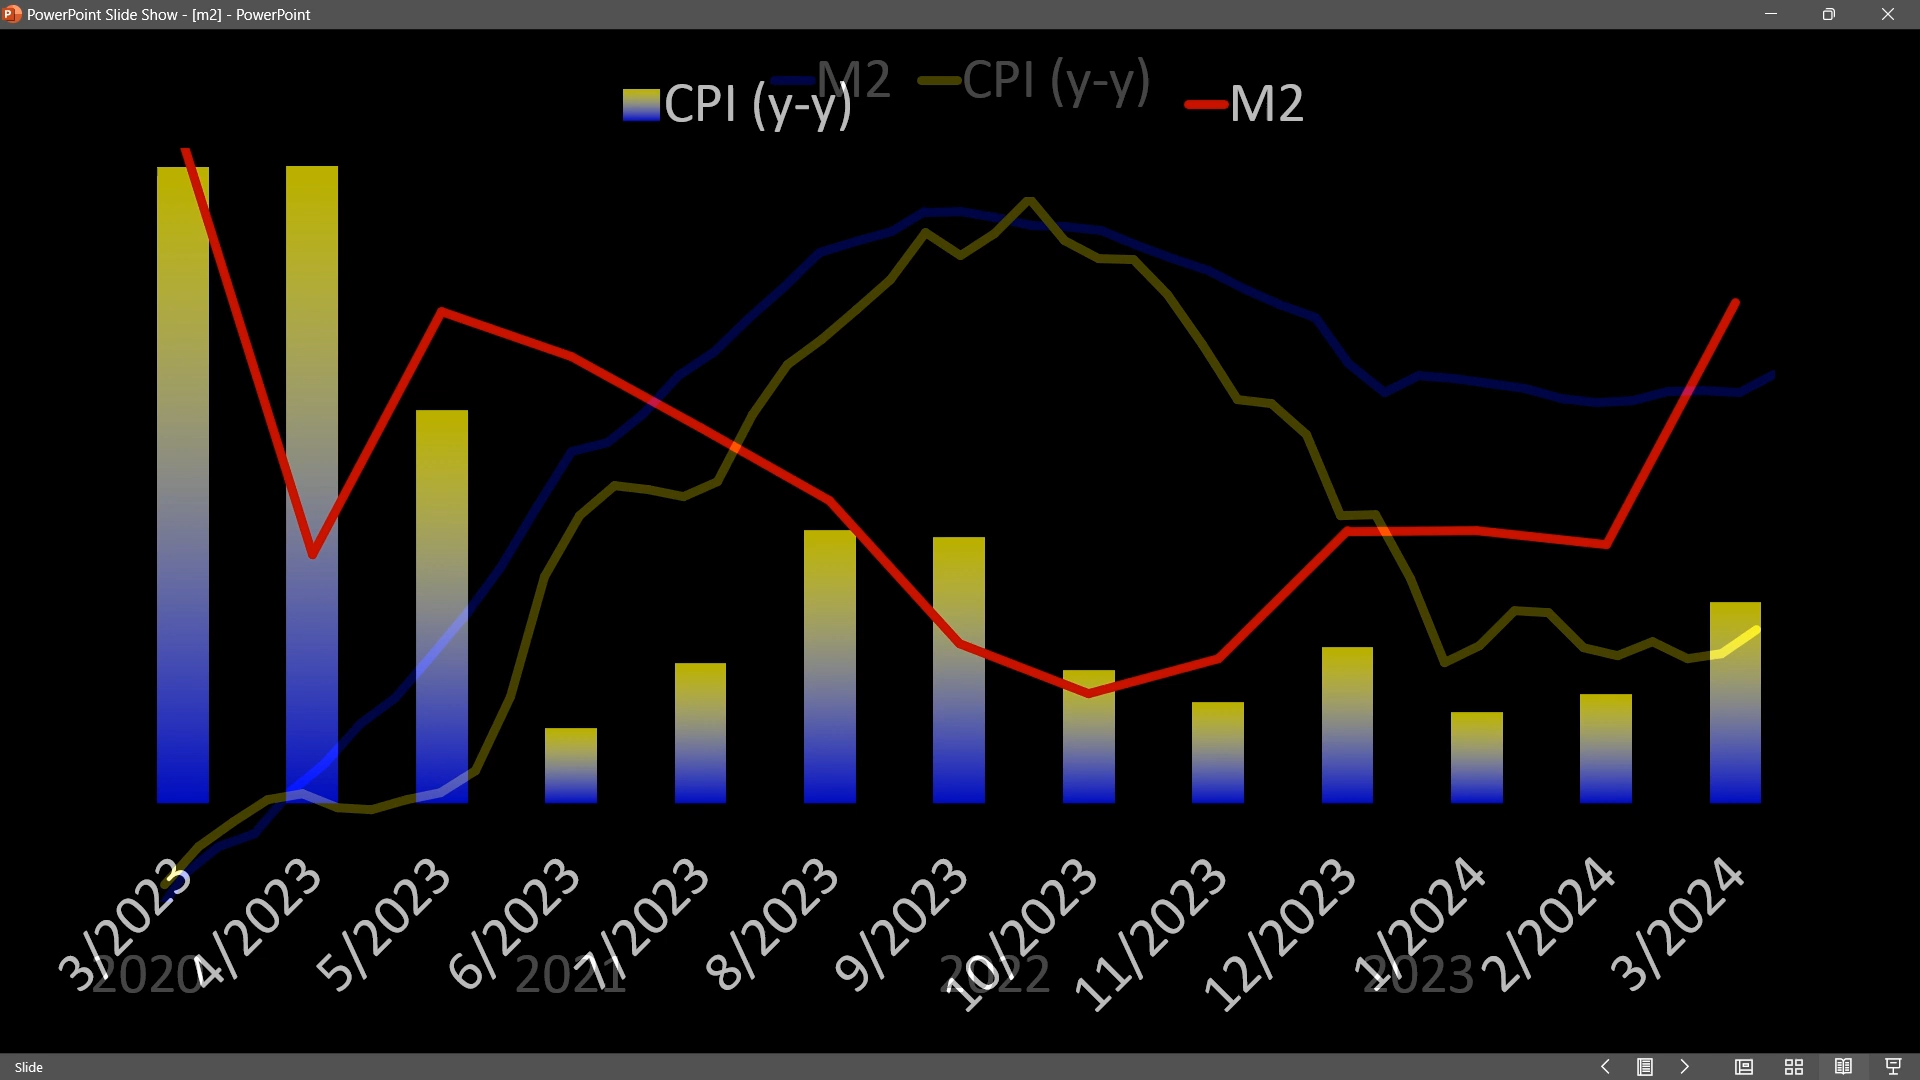 PowerPoint Slide Show - [m2] - PowerPoint
M2 CPI (y-y)
CPI (y-y) M2
3/2023 4/2023 5/2023 6/2023 7/2023 8/2023 9/2023 10/2023 11/2023 12/2023 1/2024 2/2024 3/2024
2020 2021 2022 2023
Slide